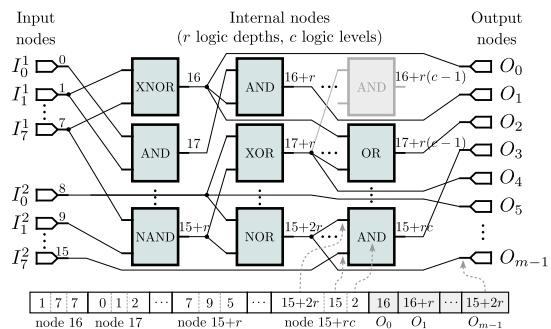 Input nodes
Internal nodes
(r logic depths, c logic levels)
Output nodes
I_0^1 0
I_1^1 1
⋮
I_7^1 7
I_0^2 8
I_1^2 9
⋮
I_7^2 15
XNOR 16 AND 16+r ⋯ AND 16+r(c−1)
AND 17 XOR 17+r ⋯ OR 17+r(c−1)
⋮ ⋮ ⋮
NAND 15+r NOR 15+2r ⋯ AND 15+rc
O_0
O_1
O_2
O_3
O_4
O_5
⋮
O_{m−1}
1 7 7 0 1 2 ⋯ 7 9 5 ⋯ 15+2r 15 2 16 16+r ⋯ 15+2r
node 16 node 17 node 15+r node 15+rc O_0 O_1 O_{m−1}